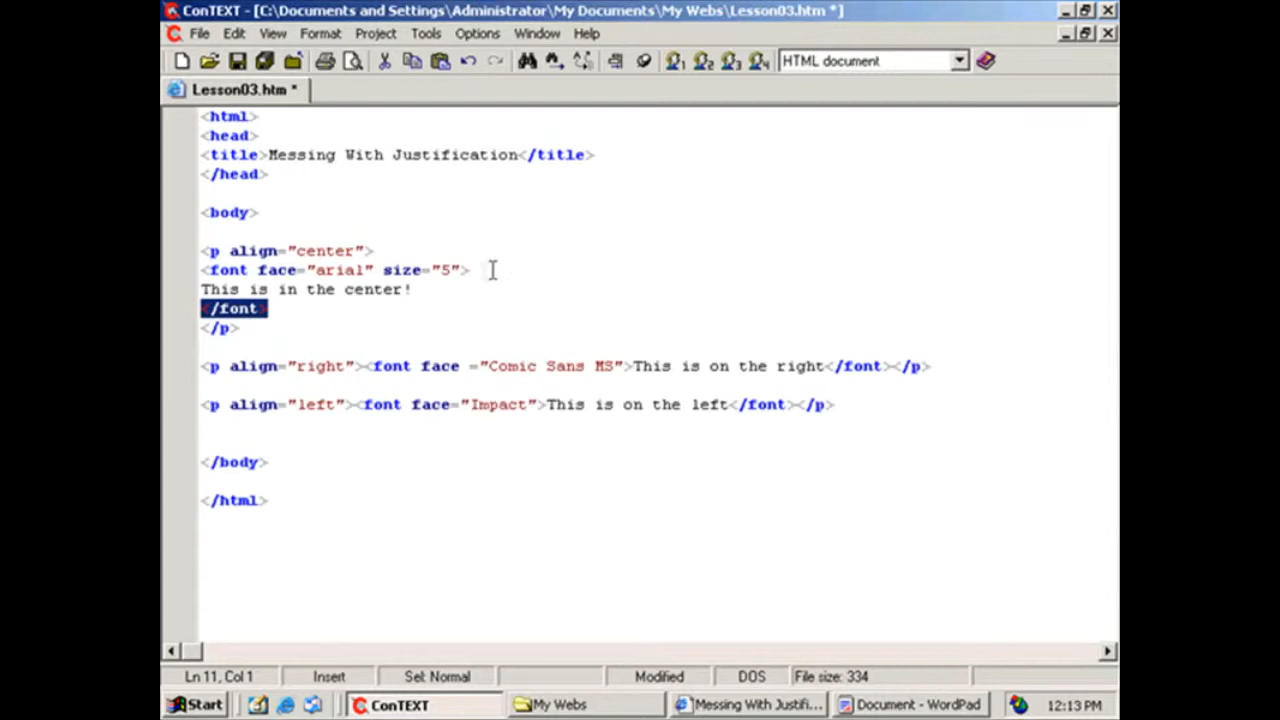 ConTEXT - [C:\Documents and Settings\Administrator\My Documents\My Webs\Lesson03.htm *]
File Edit View Format Project Tools Options Window Help
HTML document
Lesson03.htm *
<html>
<head>
<title>Messing With Justification</title>
</head>
<body>
<p align="center">
<font face="arial" size="5">
This is in the center!
</font>
</p>
<p align="right"><font face ="Comic Sans MS">This is on the right</font></p>
<p align="left"><font face="Impact">This is on the left</font></p>
</body>
</html>
Ln 11, Col 1 Insert Sel: Normal Modified DOS File size: 334
Start ConTEXT My Webs Messing With Justifi... Document - WordPad 12:13 PM